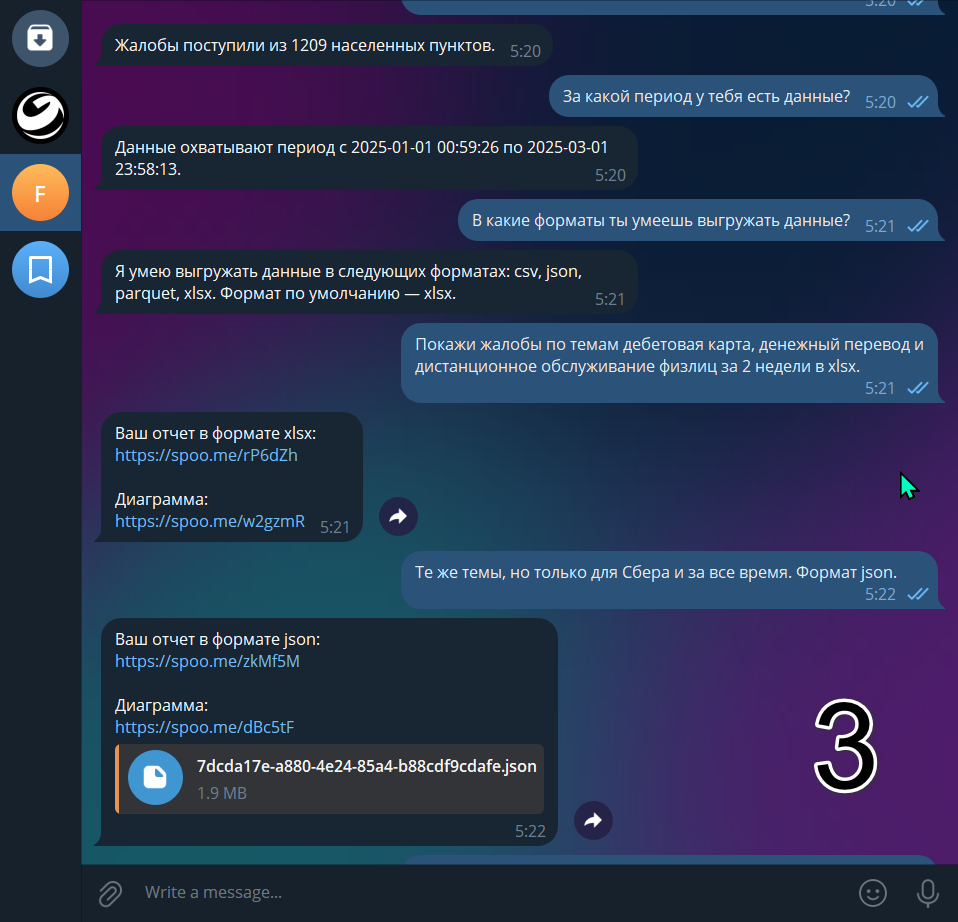 5:20
Жалобы поступили из 1209 населенных пунктов. 5:20
За какой период у тебя есть данные? 5:20
F
Данные охватывают период с 2025-01-01 00:59:26 по 2025-03-01
23:58:13.
5:20
В какие форматы ты умеешь выгружать данные? 5:21
Я умею выгружать данные в следующих форматах: csv, json,
parquet, xlsx. Формат по умолчанию — xlsx.
5:21
Покажи жалобы по темам дебетовая карта, денежный перевод и
дистанционное обслуживание физлиц за 2 недели в xlsx.
5:21
Ваш отчет в формате xlsx:
https://spoo.me/rP6dZh
Диаграмма:
https://spoo.me/w2gzmR 5:21
Те же темы, но только для Сбера и за все время. Формат json.
5:22
Ваш отчет в формате json:
https://spoo.me/zkMf5M
Диаграмма:
https://spoo.me/dBc5tF
7dcda17e-a880-4e24-85a4-b88cdf9cdafe.json
1.9 MB
5:22
3
Write a message...